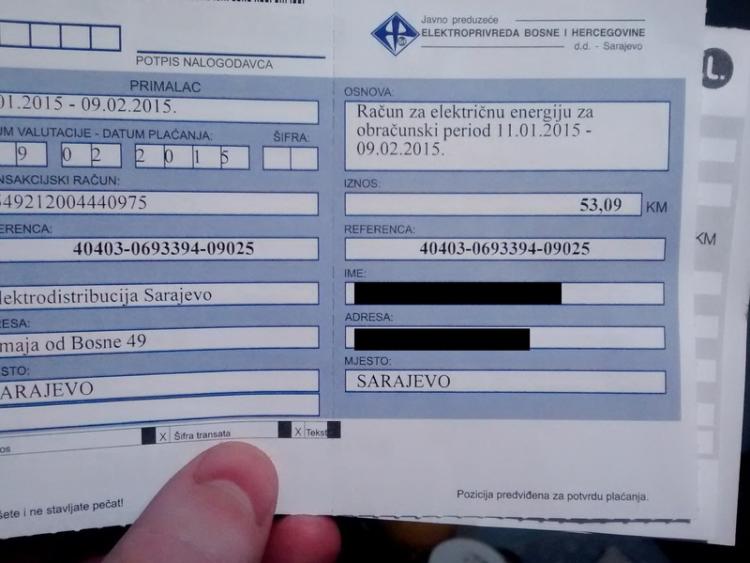 Javno preduzeće
ELEKTROPRIVREDA BOSNE I HERCEGOVINE
d.d. - Sarajevo
POTPIS NALOGODAVCA
PRIMALAC
01.2015 - 09.02.2015.
UM VALUTACIJE - DATUM PLAĆANJA:
ŠIFRA:
9 0 2 2 0 1 5
NSAKCIJSKI RAČUN:
549212004440975
ERENCA:
40403-0693394-09025
lektrodistribucija Sarajevo
RESA:
maja od Bosne 49
STO:
ARAJEVO
X Šifra transata X Tekst
šete i ne stavljate pečat!
OSNOVA:
Račun za električnu energiju za
obračunski period 11.01.2015 -
09.02.2015.
IZNOS:
53,09 KM
REFERENCA:
40403-0693394-09025
IME:
ADRESA:
MJESTO:
SARAJEVO
Pozicija predviđena za potvrdu plaćanja.
KM